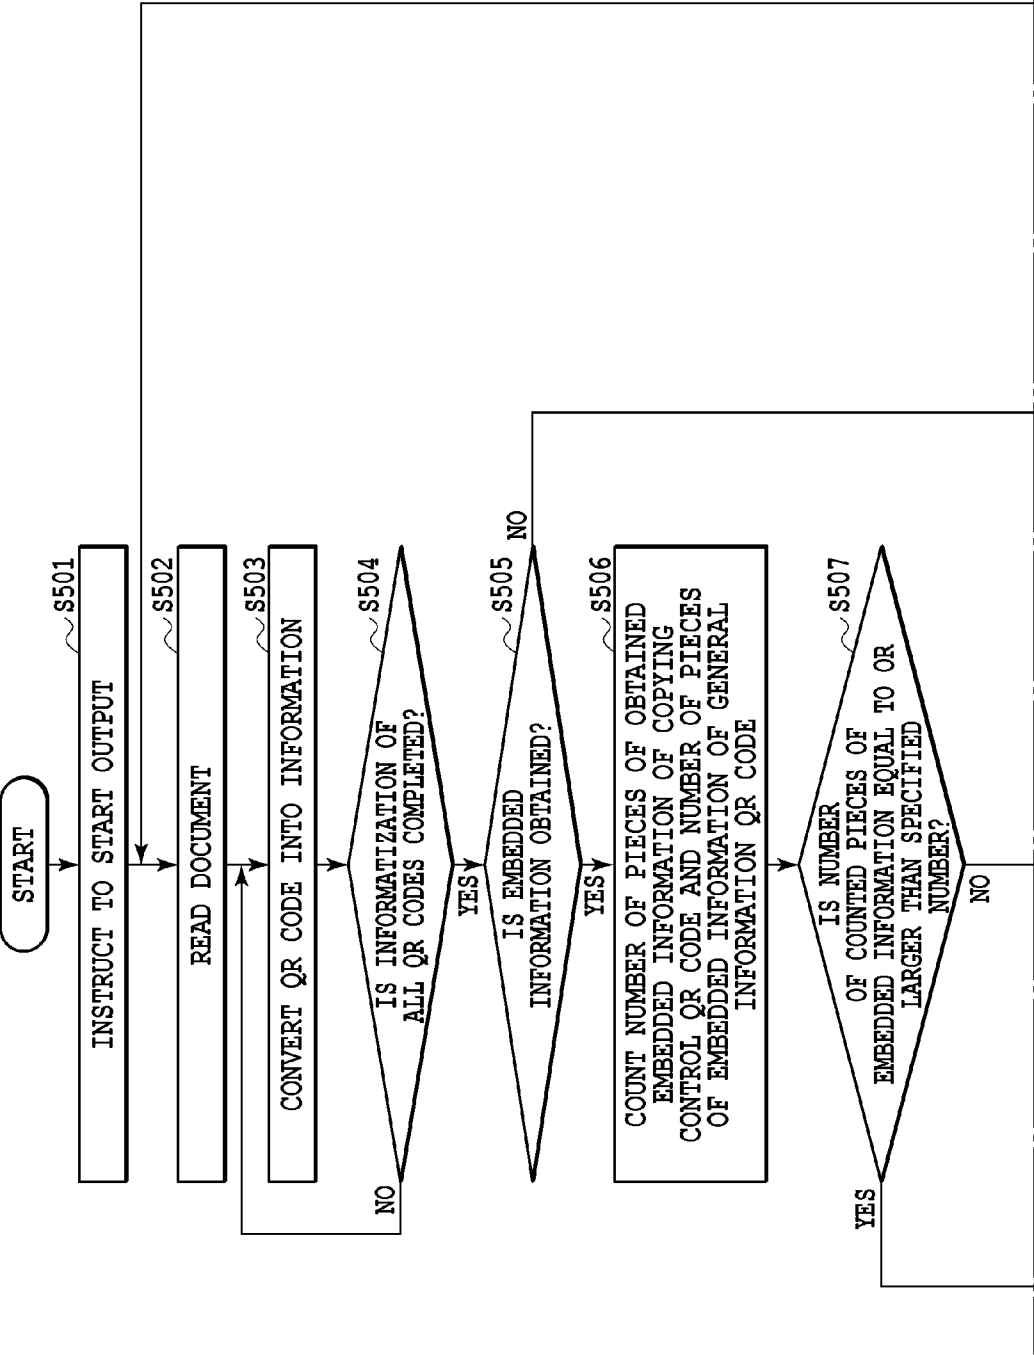 START
S501
INSTRUCT TO START OUTPUT
S502
READ DOCUMENT
S503
CONVERT QR CODE INTO INFORMATION
S504
IS INFORMATIZATION OF
ALL QR CODES COMPLETED?
NO
YES
S505
IS EMBEDDED
INFORMATION OBTAINED?
NO
YES
S506
COUNT NUMBER OF PIECES OF OBTAINED
EMBEDDED INFORMATION OF COPYING
CONTROL QR CODE AND NUMBER OF PIECES
OF EMBEDDED INFORMATION OF GENERAL
INFORMATION QR CODE
S507
IS NUMBER
OF COUNTED PIECES OF
EMBEDDED INFORMATION EQUAL TO OR
LARGER THAN SPECIFIED
NUMBER?
YES
NO